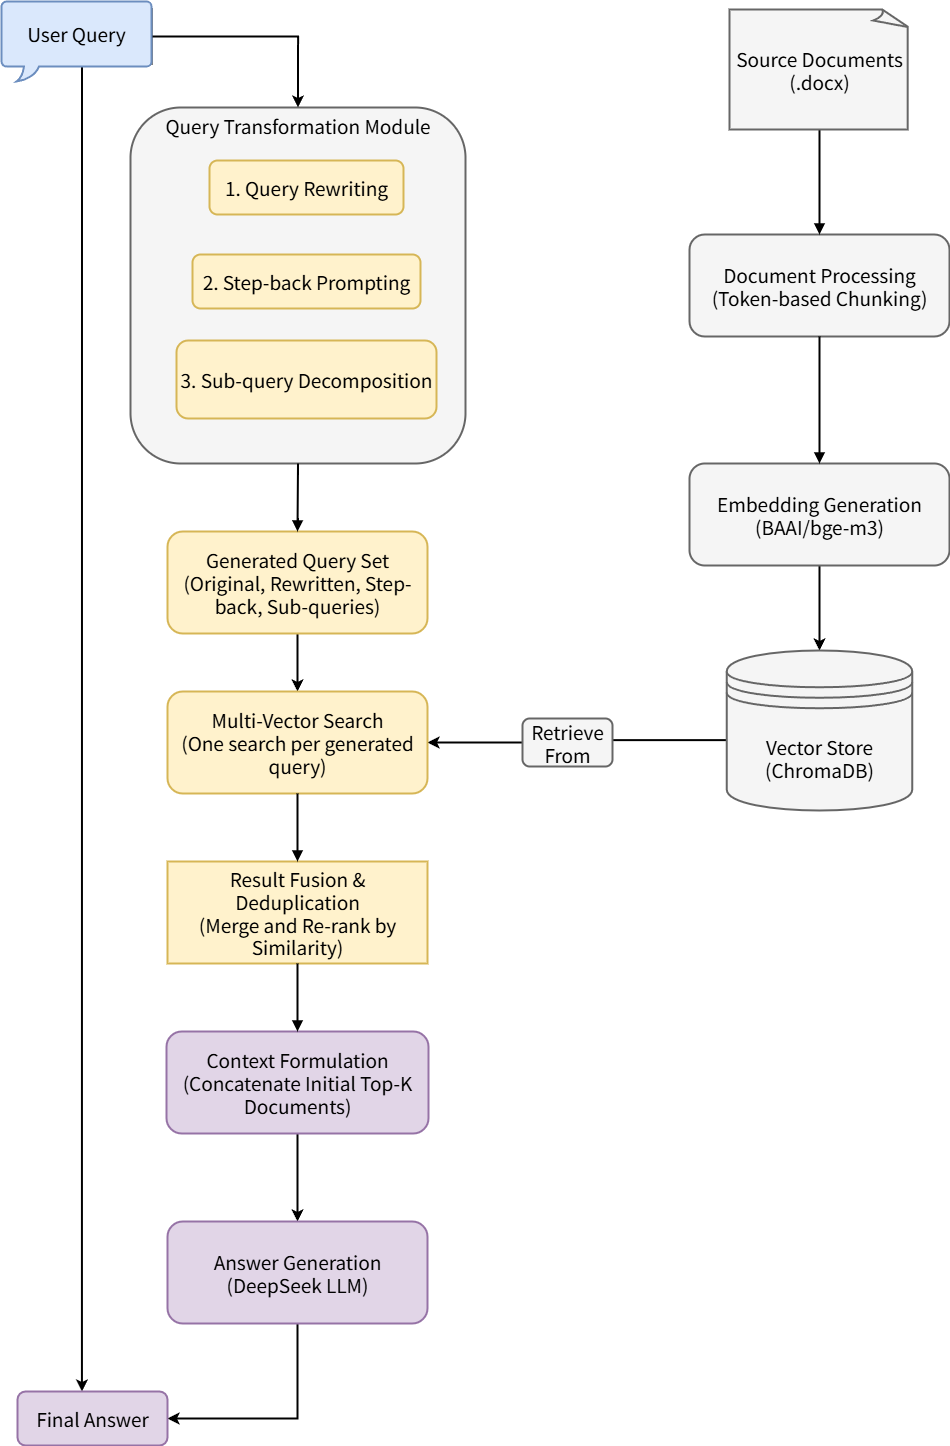 User Query
Source Documents
(.docx)
Query Transformation Module
1. Query Rewriting
2. Step-back Prompting
3. Sub-query Decomposition
Document Processing
(Token-based Chunking)
Embedding Generation
(BAAI/bge-m3)
Generated Query Set
(Original, Rewritten, Step-
back, Sub-queries)
Multi-Vector Search
(One search per generated
query)
Retrieve
From
Vector Store
(ChromaDB)
Result Fusion &
Deduplication
(Merge and Re-rank by
Similarity)
Context Formulation
(Concatenate Initial Top-K
Documents)
Answer Generation
(DeepSeek LLM)
Final Answer